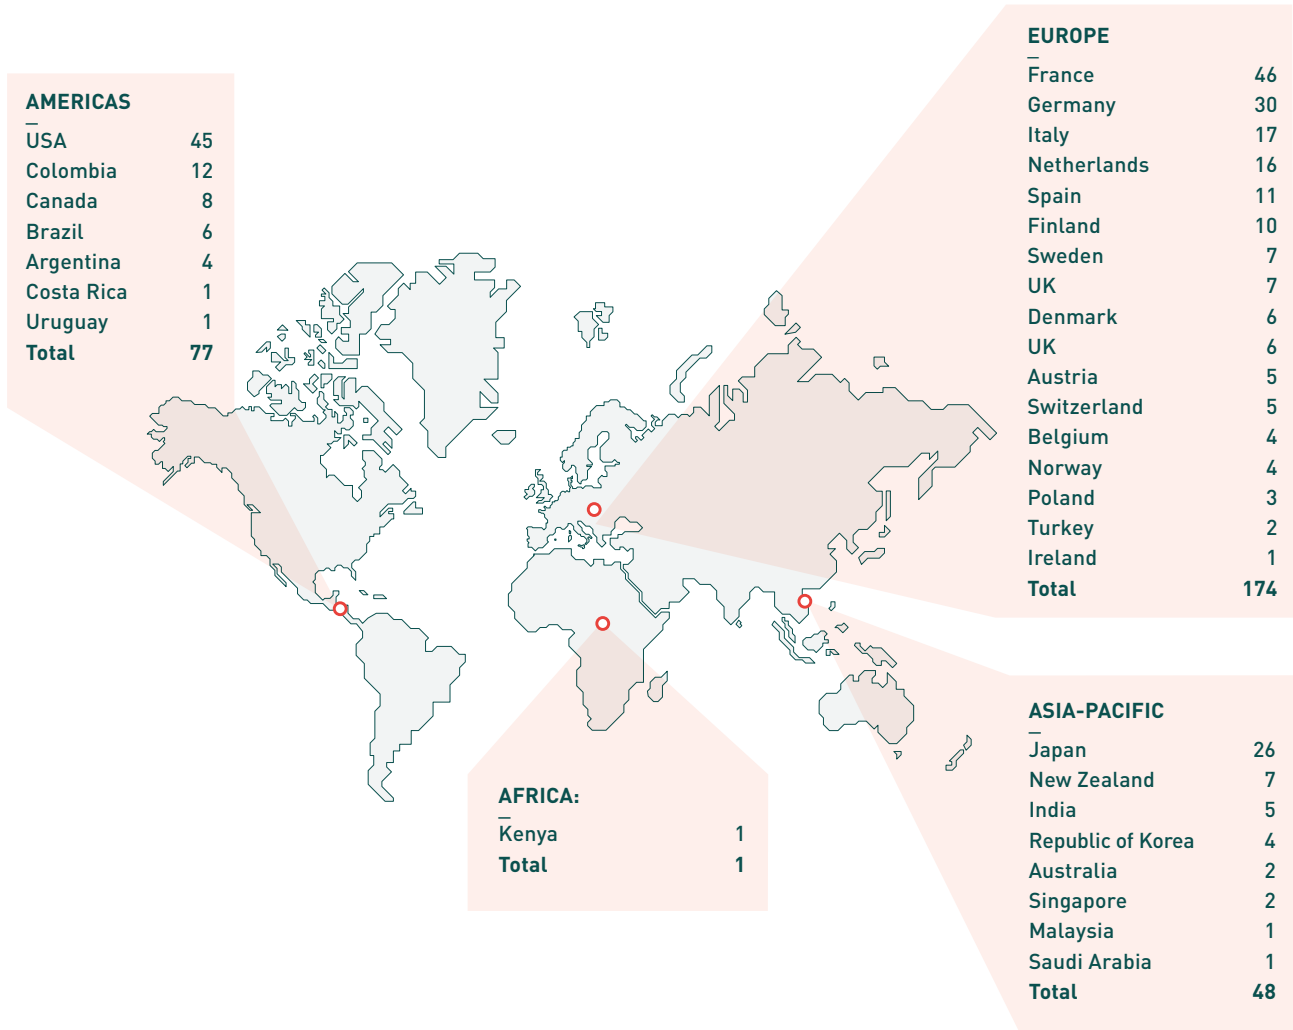 AMERICAS
USA 45
Colombia 12
Canada 8
Brazil 6
Argentina 4
Costa Rica 1
Uruguay 1
Total 77
EUROPE
France 46
Germany 30
Italy 17
Netherlands 16
Spain 11
Finland 10
Sweden 7
UK 7
Denmark 6
UK 6
Austria 5
Switzerland 5
Belgium 4
Norway 4
Poland 3
Turkey 2
Ireland 1
Total 174
AFRICA:
Kenya 1
Total 1
ASIA-PACIFIC
Japan 26
New Zealand 7
India 5
Republic of Korea 4
Australia 2
Singapore 2
Malaysia 1
Saudi Arabia 1
Total 48